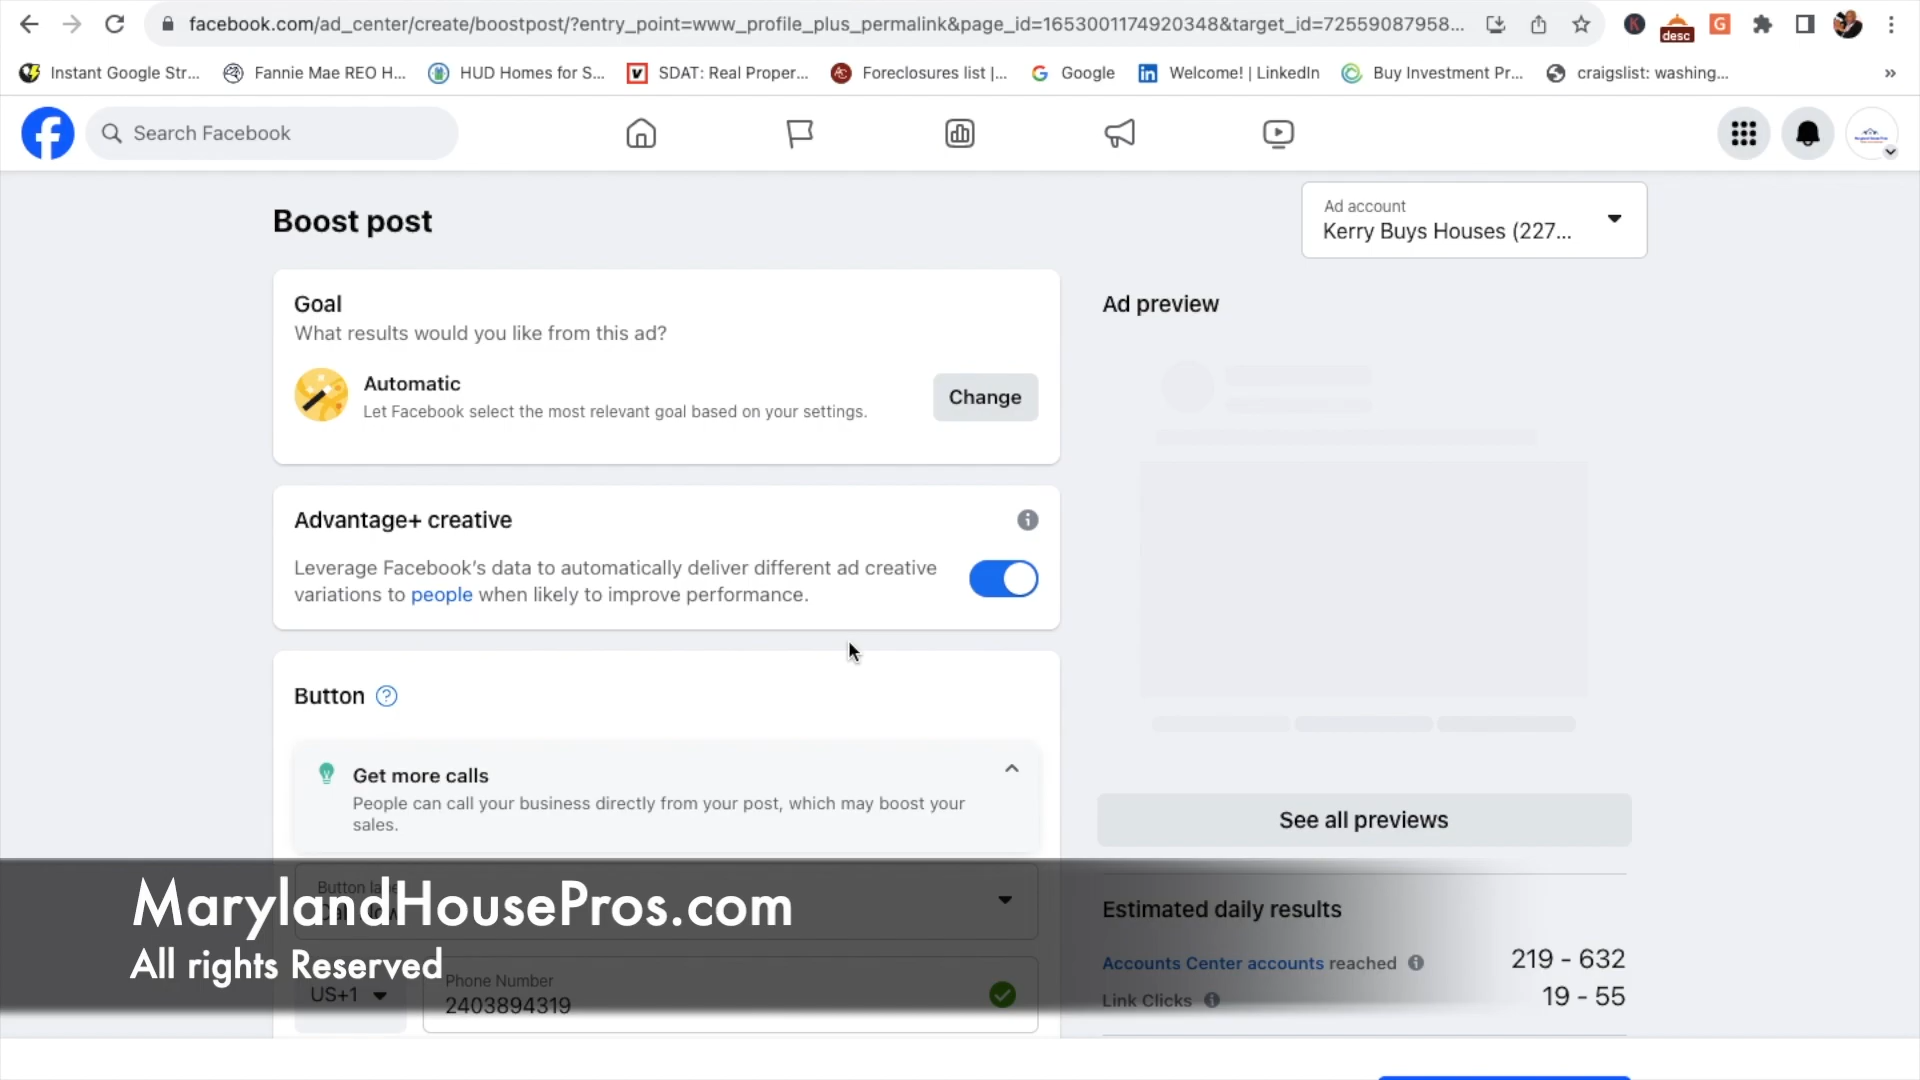 facebook.com/ad_center/create/boostpost/?entry_point=www_profile_plus_permalink&page_id=1653001174920348&target_id=72559087958...
desc
Instant Google Str...
Fannie Mae REO H...
HUD Homes for S...
SDAT: Real Proper...
Foreclosures list |...
Google
Welcome! | LinkedIn
Buy Investment Pr...
craigslist: washing...
Search Facebook
Boost post
Ad account
Kerry Buys Houses (227...
Goal
What results would you like from this ad?
Automatic
Let Facebook select the most relevant goal based on your settings.
Change
Ad preview
Advantage+ creative
Leverage Facebook's data to automatically deliver different ad creative
variations to people when likely to improve performance.
Button
Get more calls
People can call your business directly from your post, which may boost your
sales.
See all previews
Button
MarylandHousePros.com
All rights Reserved
US+1
Phone Number
2403894319
Estimated daily results
Accounts Center accounts reached
219 - 632
Link Clicks
19 - 55